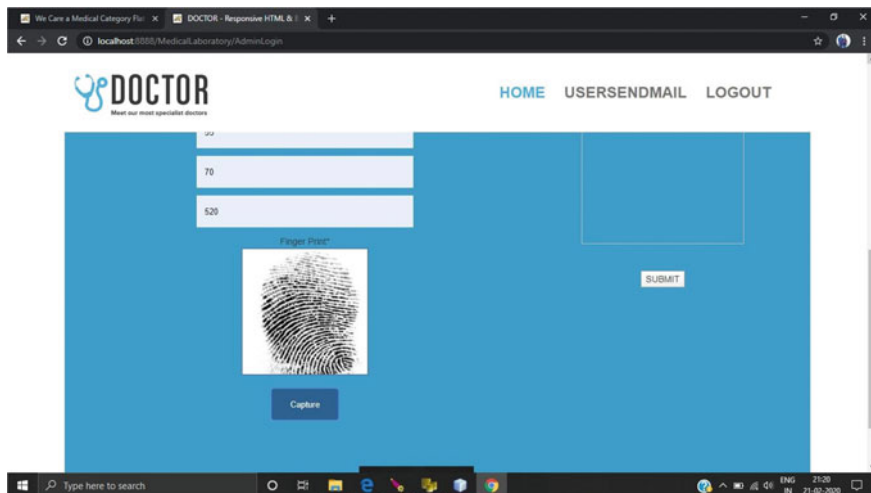 We Care a Medical Category Fla
DOCTOR - Responsive HTML &
localhost:8888/MedicalLaboratory/AdminLogin
DOCTOR
Meet our most specialist doctors
HOME USERSENDMAIL LOGOUT
70
520
Finger Print*
SUBMIT
Capture
Type here to search
ENG
IN
21:20
21-02-2020